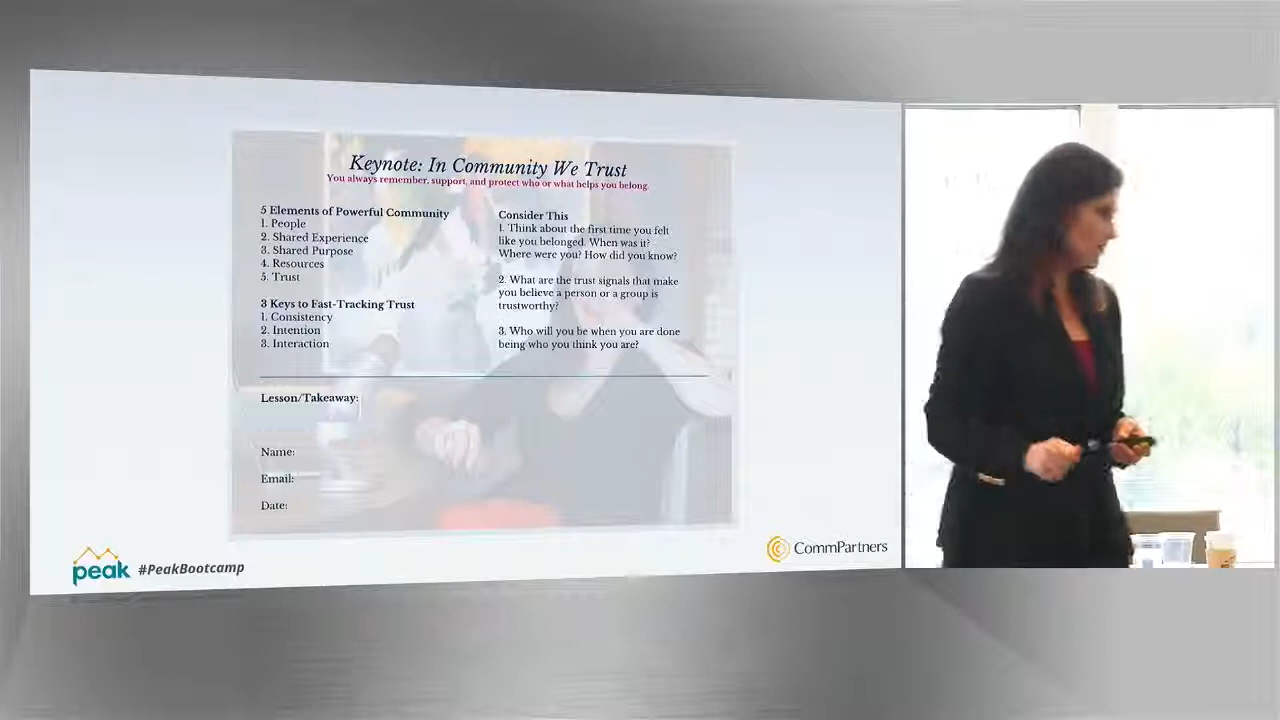 Keynote: In Community We Trust
You always remember, support, and protect who or what helps you belong.
5 Elements of Powerful Community
1. People
2. Shared Experience
3. Shared Purpose
4. Resources
5. Trust
3 Keys to Fast-Tracking Trust
1. Consistency
2. Intention
3. Interaction
Consider This
1. Think about the first time you felt
like you belonged. When was it?
Where were you? How did you know?
2. What are the trust signals that make
you believe a person or a group is
trustworthy?
3. Who will you be when you are done
being who you think you are?
Lesson/Takeaway:
Name:
Email:
Date:
peak #PeakBootcamp
CommPartners